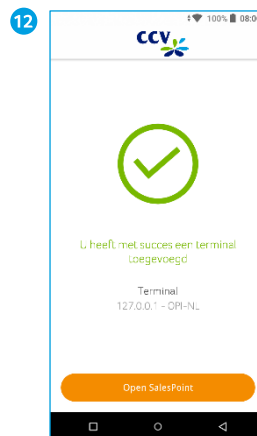 12
100% 08:00
CCV
U heeft met succes een terminal
toegevoegd
Terminal
127.0.0.1 - OPI-NL
Open SalesPoint